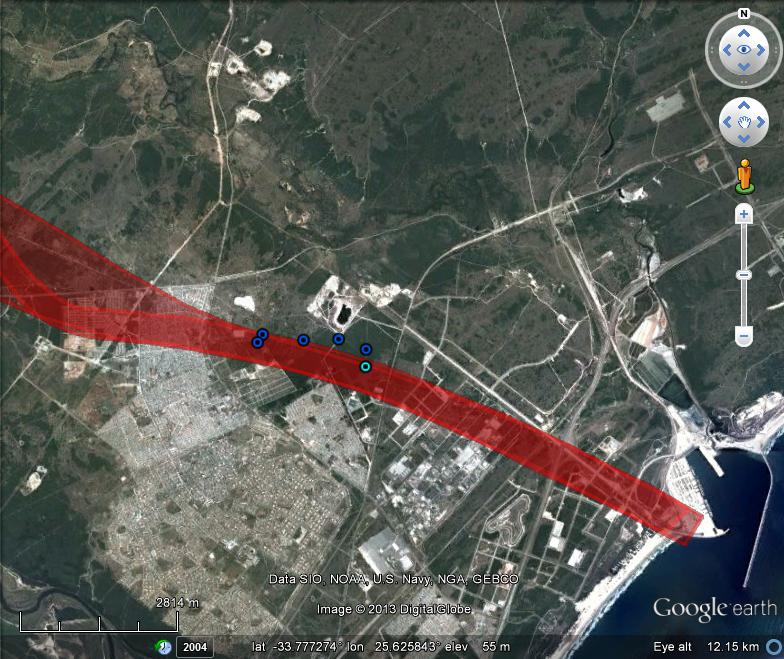 N
Data SIO, NOAA, U.S. Navy, NGA, GEBCO
2814 m
Image © 2013 DigitalGlobe
Google earth
2004
lat -33.777274° lon 25.625843° elev 55 m
Eye alt 12.15 km